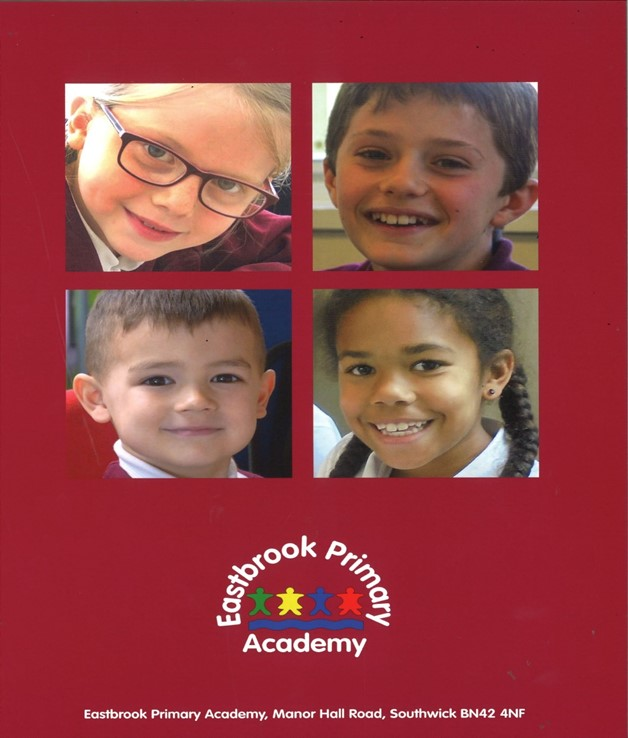 Eastbrook Primary
Academy
Eastbrook Primary Academy, Manor Hall Road, Southwick BN42 4NF